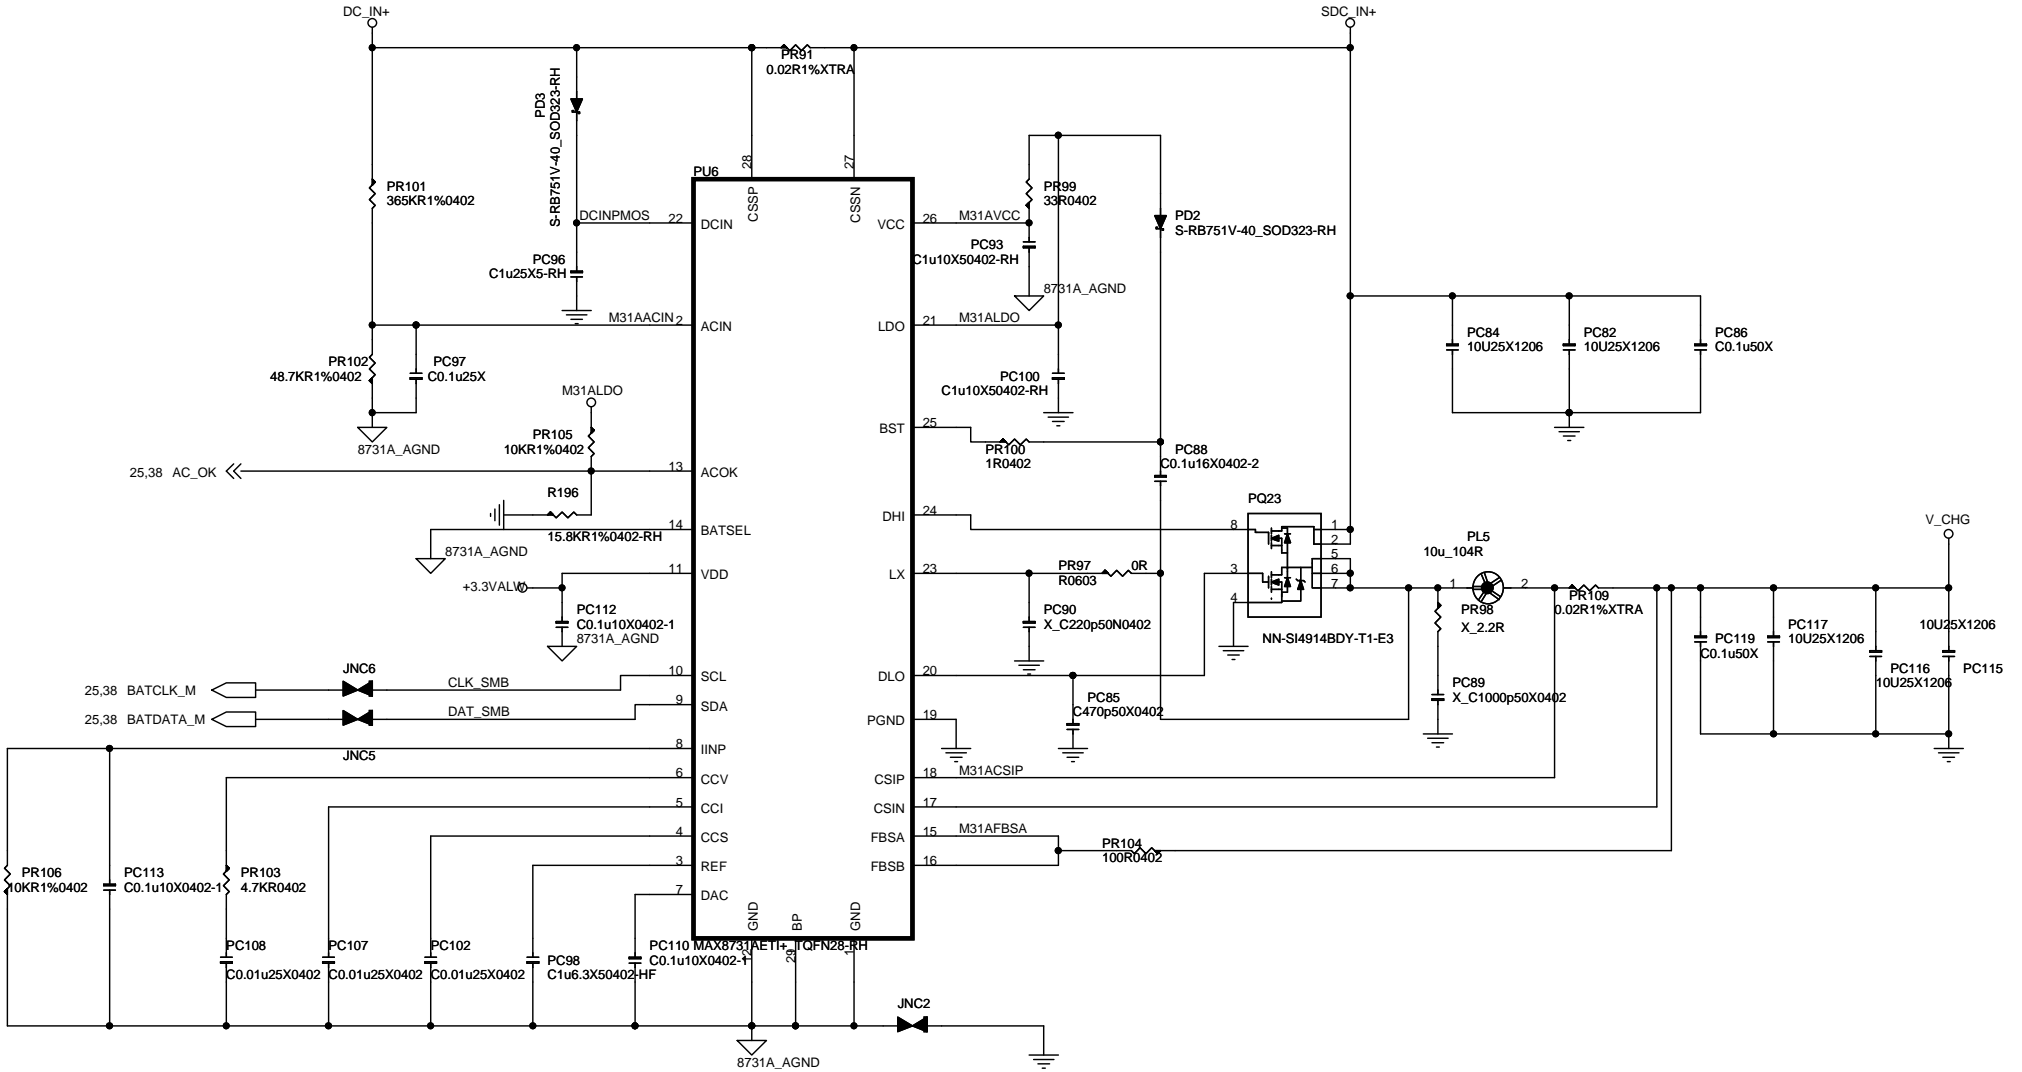 DC_IN+
SDC_IN+
PR91
0.02R1%XTRA
PD3
S-RB751V-40_SOD323-RH
PR101
365KR1%0402
DCINPMOS
22
DCIN
PC96
C1u25X5-RH
M31AACIN
2
ACIN
PR102
48.7KR1%0402
PC97
C0.1u25X
8731A_AGND
M31ALDO
PR105
10KR1%0402
25,38 AC_OK
13
ACOK
R196
15.8KR1%0402-RH
14
BATSEL
8731A_AGND
+3.3VALW
11
VDD
PC112
C0.1u10X0402-1
8731A_AGND
JNC6
25,38 BATCLK_M
CLK_SMB
10
SCL
25,38 BATDATA_M
DAT_SMB
9
SDA
JNC5
8
IINP
6
CCV
5
CCI
4
CCS
3
REF
7
DAC
PR106
10KR1%0402
PC113
C0.1u10X0402-1
PR103
4.7KR0402
PC108
C0.01u25X0402
PC107
C0.01u25X0402
PC102
C0.01u25X0402
PC98
C1u6.3X50402-HF
PC110
C0.1u10X0402-1
PU6
28
CSSP
27
CSSN
MAX8731AETI+_TQFN28-RH
GND
BP
29
GND
1
8731A_AGND
JNC2
VCC
26
M31AVCC
PR99
33R0402
PC93
C1u10X50402-RH
8731A_AGND
PD2
S-RB751V-40_SOD323-RH
LDO
21
M31ALDO
PC100
C1u10X50402-RH
BST
25
PR100
1R0402
PC88
C0.1u16X0402-2
DHI
24
LX
23
PR97
R0603
0R
PC90
X_C220p50N0402
DLO
20
PC85
C470p50X0402
PGND
19
CSIP
18
M31ACSIP
CSIN
17
FBSA
15
M31AFBSA
FBSB
16
PR104
100R0402
PQ23
8
3
4
1
2
5
6
7
NN-SI4914BDY-T1-E3
PC84
10U25X1206
PC82
10U25X1206
PC86
C0.1u50X
PL5
10u_104R
1
2
PR98
X_2.2R
PC89
X_C1000p50X0402
PR109
0.02R1%XTRA
V_CHG
PC119
C0.1u50X
PC117
10U25X1206
PC116
10U25X1206
10U25X1206
PC115